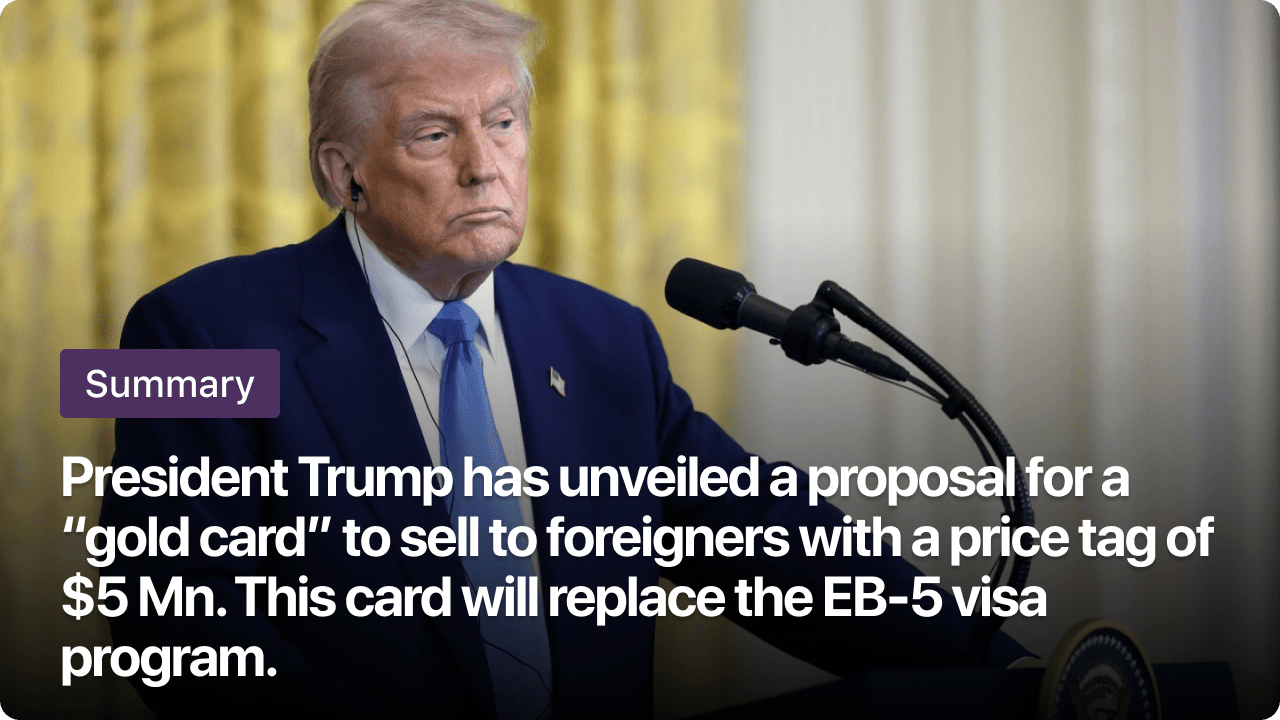 Summary
President Trump has unveiled a proposal for a
“gold card” to sell to foreigners with a price tag of
$5 Mn. This card will replace the EB-5 visa
program.